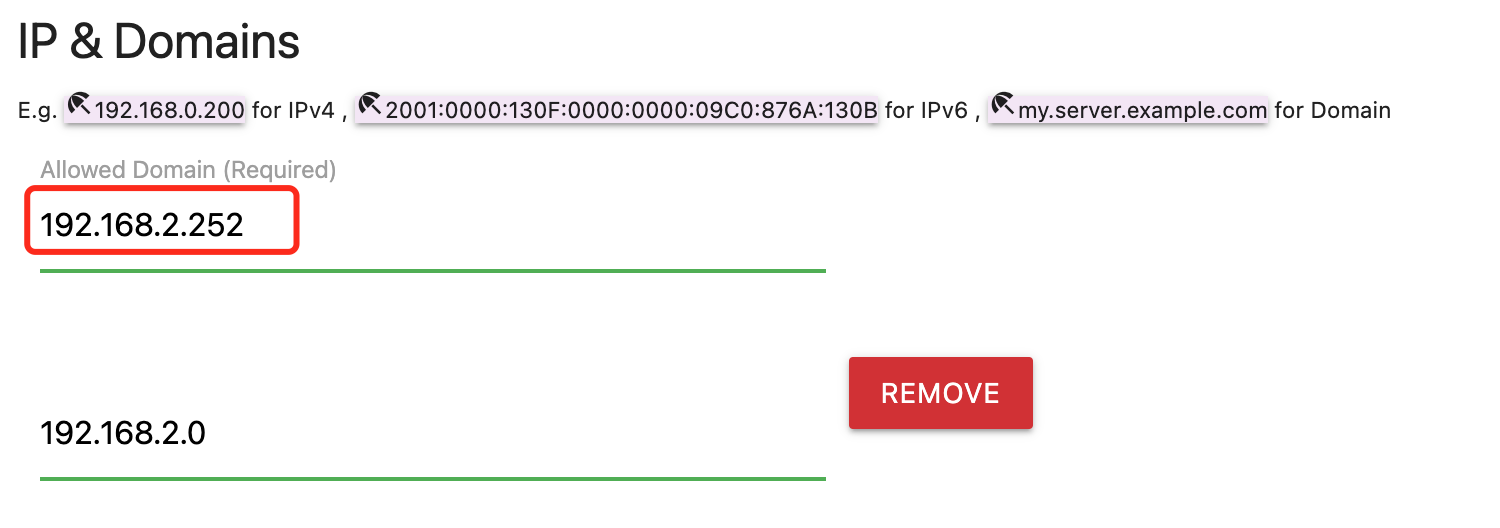 IP & Domains
E.g. 192.168.0.200 for IPv4 , 2001:0000:130F:0000:0000:09C0:876A:130B for IPv6 , my.server.example.com for Domain
Allowed Domain (Required)
192.168.2.252
REMOVE
192.168.2.0